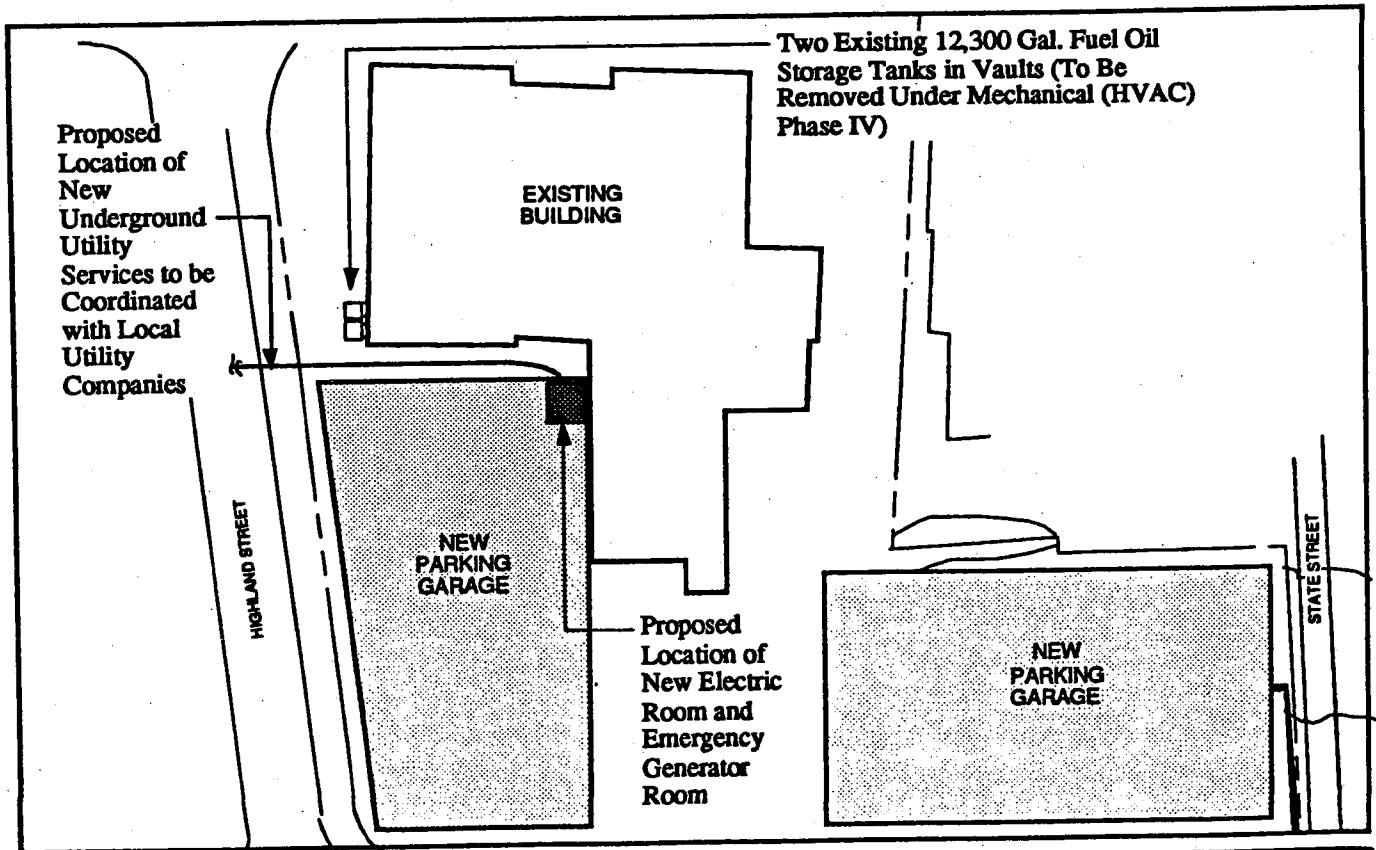 Two Existing 12,300 Gal. Fuel Oil
Storage Tanks in Vaults (To Be
Removed Under Mechanical (HVAC)
Phase IV)
Proposed
Location of
New
Underground
Utility
Services to be
Coordinated
with Local
Utility
Companies
EXISTING
BUILDING
HIGHLAND STREET
NEW
PARKING
GARAGE
Proposed
Location of
New Electric
Room and
Emergency
Generator
Room
NEW
PARKING
GARAGE
STATE STREET